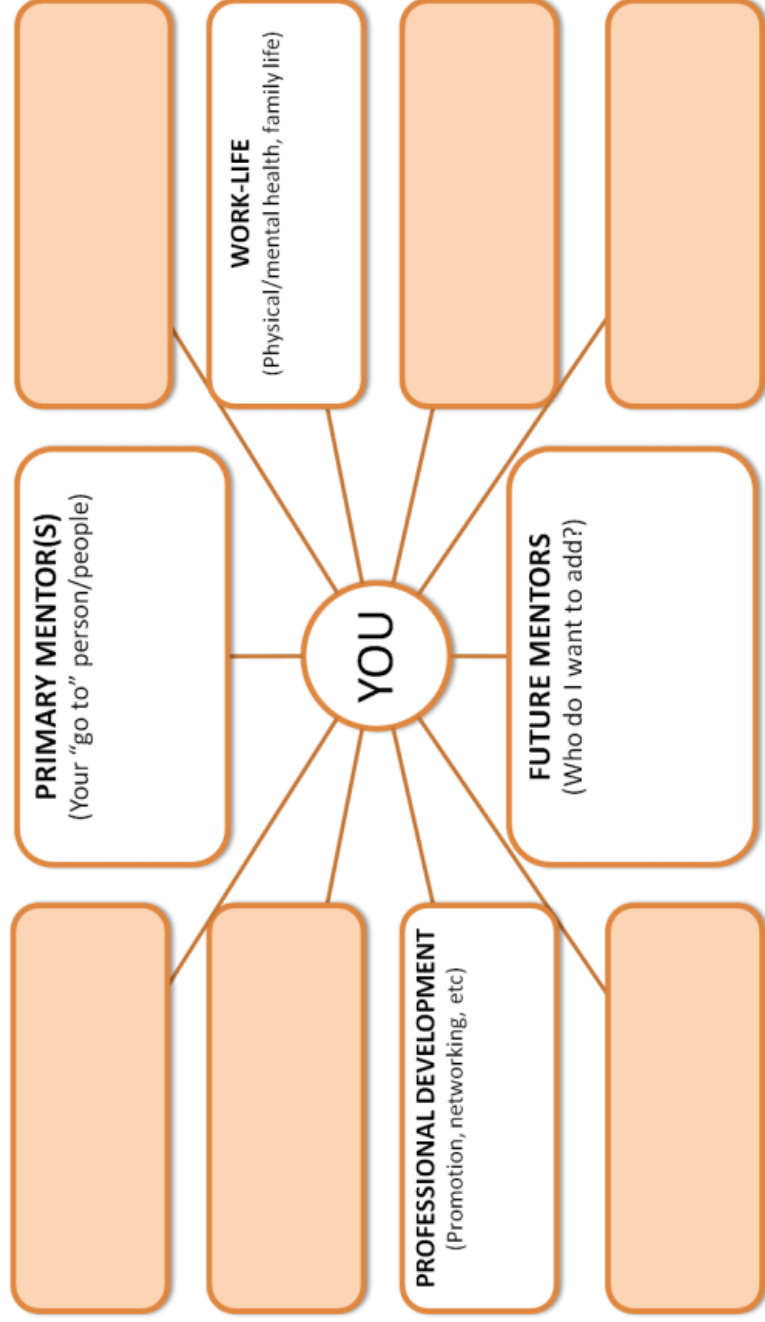 PRIMARY MENTOR(S)
(Your “go to” person/people)
WORK-LIFE
(Physical/mental health, family life)
YOU
PROFESSIONAL DEVELOPMENT
(Promotion, networking, etc)
FUTURE MENTORS
(Who do I want to add?)